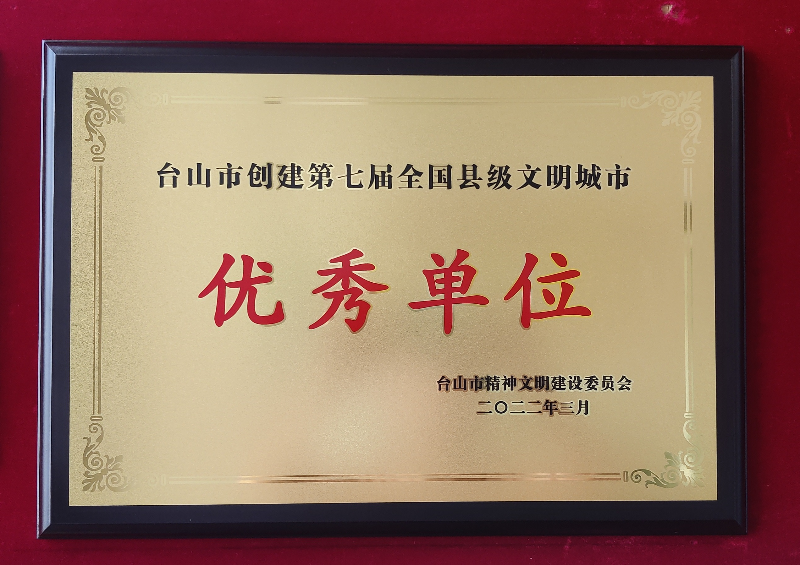 台山市创建第七届全国县级文明城市
优秀单位
台山市精神文明建设委员会
二〇二二年三月